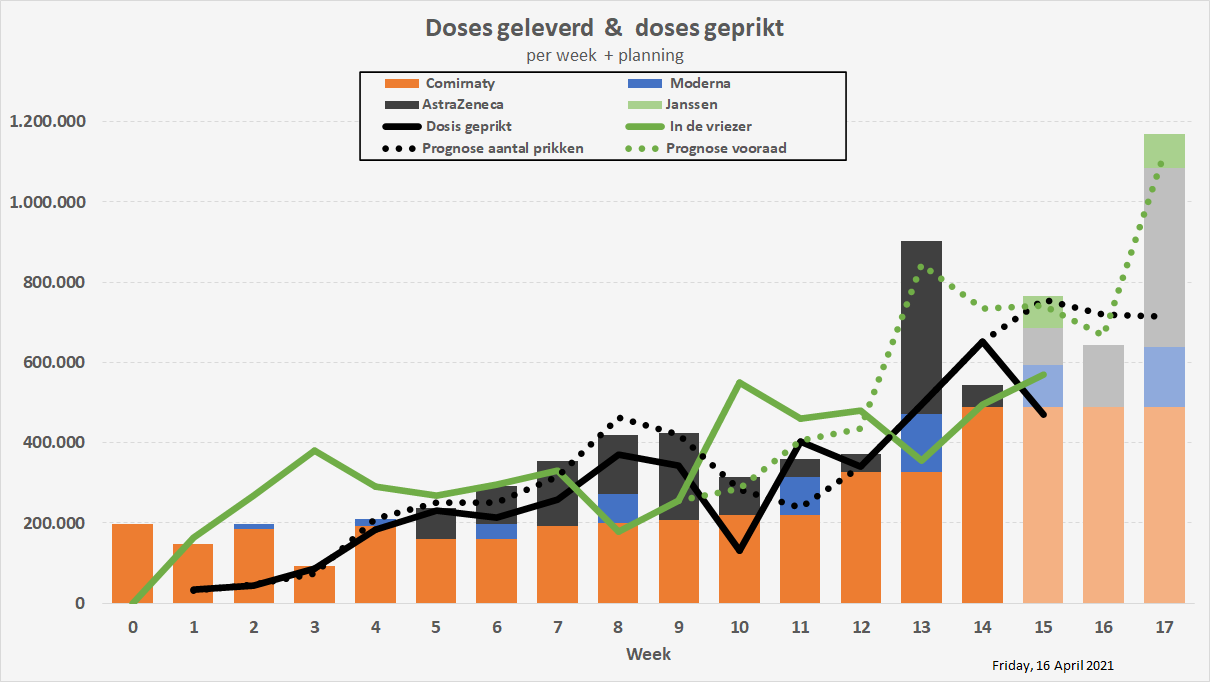 Doses geleverd & doses geprikt
per week + planning
Comirnaty
Moderna
AstraZeneca
Janssen
Dosis geprikt
In de vriezer
Prognose aantal prikken
Prognose vooraad
1.200.000
1.000.000
800.000
600.000
400.000
200.000
0
0 1 2 3 4 5 6 7 8 9 10 11 12 13 14 15 16 17
Week
Friday, 16 April 2021